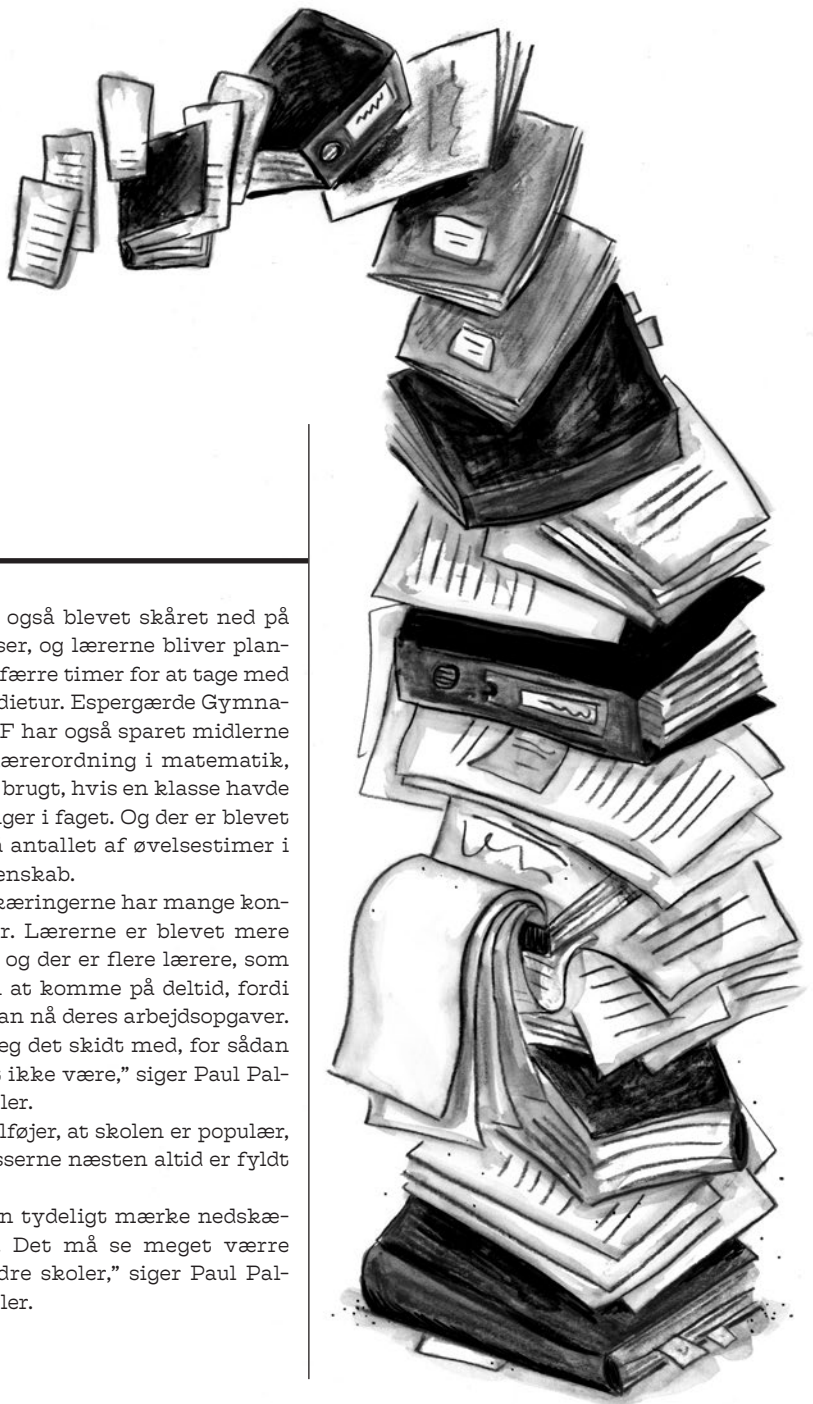 også blevet skåret ned på
ser, og lærerne bliver plan-
færre timer for at tage med
dietur. Espergærde Gymna-
F har også sparet midlerne
ærerordning i matematik,
brugt, hvis en klasse havde
ger i faget. Og der er blevet
antallet af øvelsestimer i
enskab.
kæringerne har mange kon-
r. Lærerne er blevet mere
og der er flere lærere, som
at komme på deltid, fordi
an nå deres arbejdsopgaver.
eg det skidt med, for sådan
ikke være,” siger Paul Pal-
ler.
lføjer, at skolen er populær,
sserne næsten altid er fyldt
n tydeligt mærke nedskæ-
Det må se meget værre
dre skoler,” siger Paul Pal-
ler.